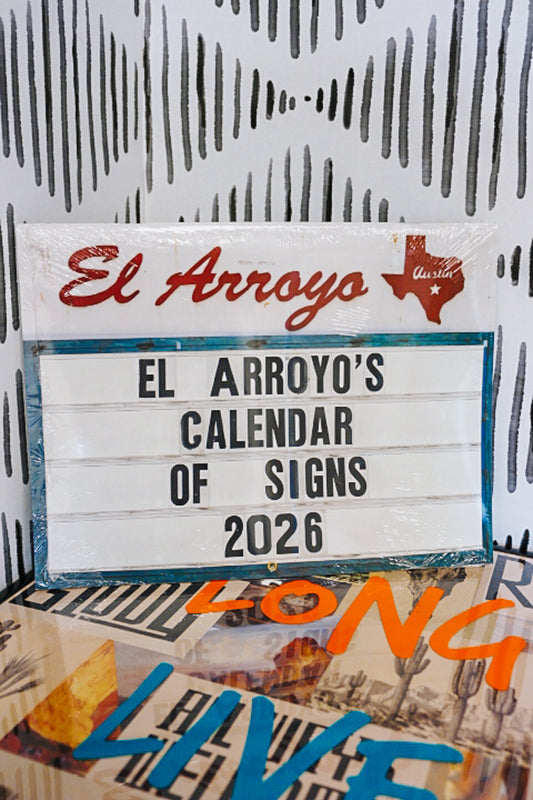 El Arroyo
Austin
EL ARROYO'S
CALENDAR
OF SIGNS
2026
LONG
LIVE